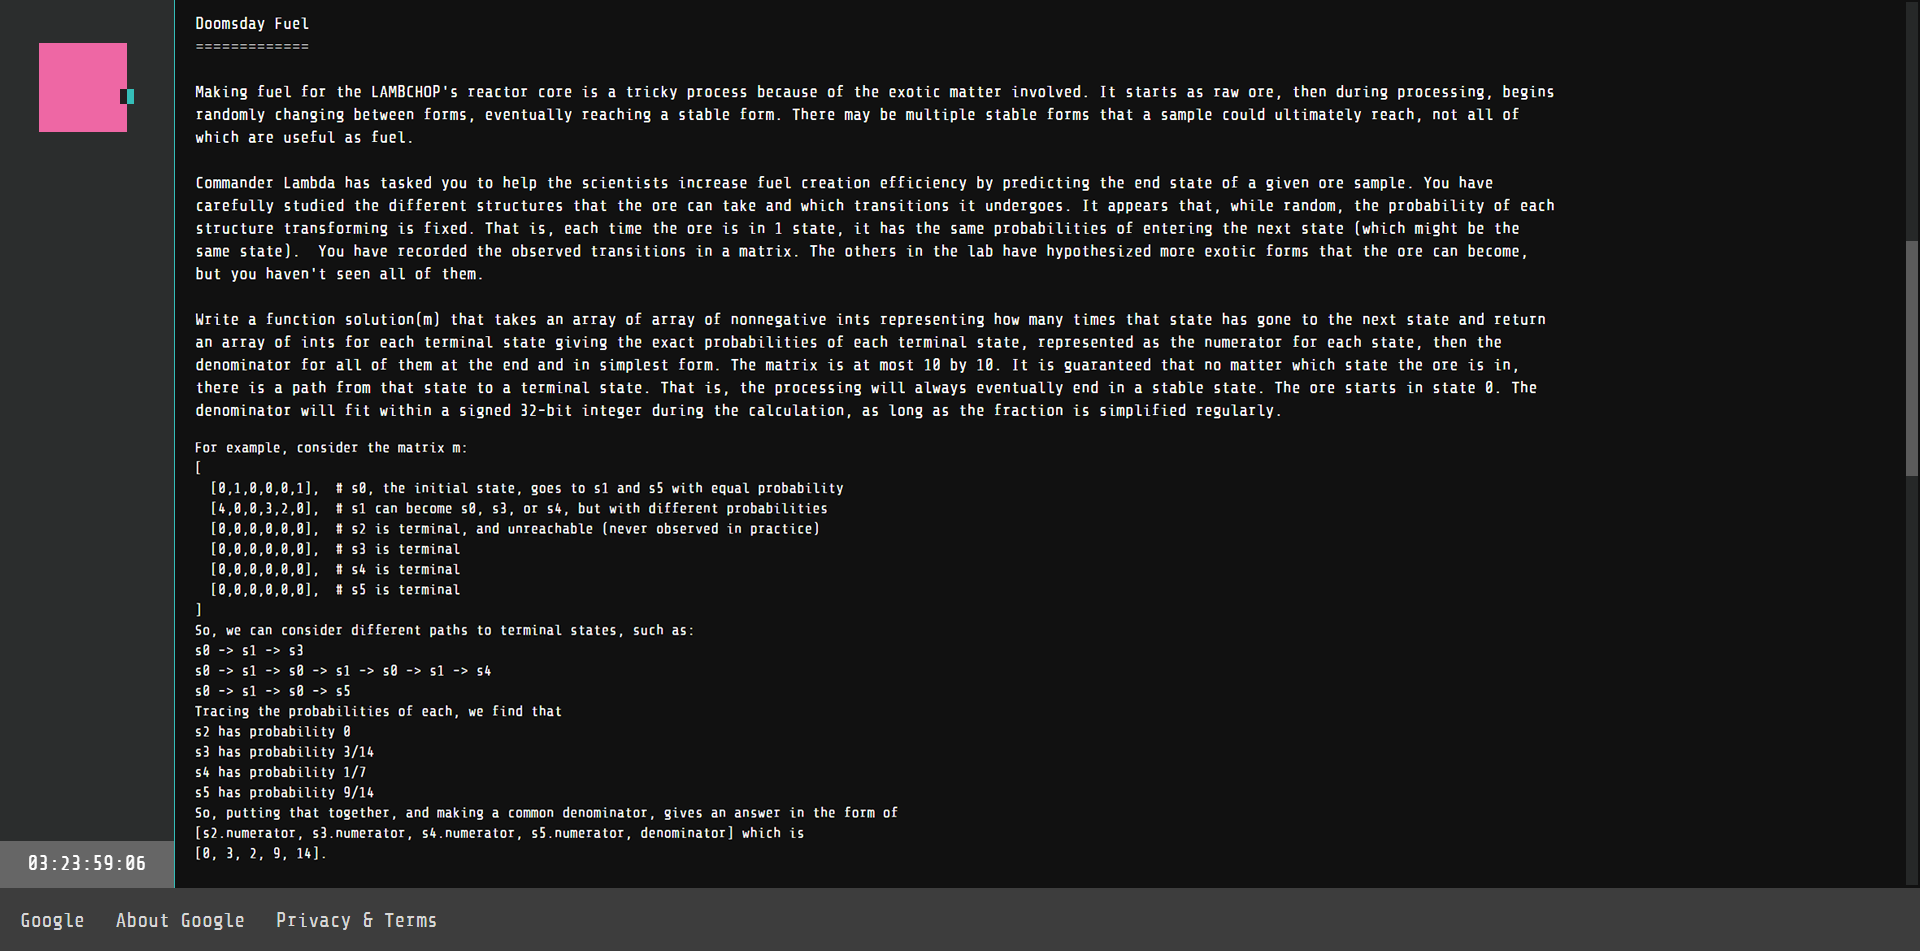 Doomsday Fuel
=============
Making fuel for the LAMBCHOP's reactor core is a tricky process because of the exotic matter involved. It starts as raw ore, then during processing, begins
randomly changing between forms, eventually reaching a stable form. There may be multiple stable forms that a sample could ultimately reach, not all of
which are useful as fuel.
Commander Lambda has tasked you to help the scientists increase fuel creation efficiency by predicting the end state of a given ore sample. You have
carefully studied the different structures that the ore can take and which transitions it undergoes. It appears that, while random, the probability of each
structure transforming is fixed. That is, each time the ore is in 1 state, it has the same probabilities of entering the next state (which might be the
same state).  You have recorded the observed transitions in a matrix. The others in the lab have hypothesized more exotic forms that the ore can become,
but you haven't seen all of them.
Write a function solution(m) that takes an array of array of nonnegative ints representing how many times that state has gone to the next state and return
an array of ints for each terminal state giving the exact probabilities of each terminal state, represented as the numerator for each state, then the
denominator for all of them at the end and in simplest form. The matrix is at most 10 by 10. It is guaranteed that no matter which state the ore is in,
there is a path from that state to a terminal state. That is, the processing will always eventually end in a stable state. The ore starts in state 0. The
denominator will fit within a signed 32-bit integer during the calculation, as long as the fraction is simplified regularly.
For example, consider the matrix m:
[
  [0,1,0,0,0,1],  # s0, the initial state, goes to s1 and s5 with equal probability
  [4,0,0,3,2,0],  # s1 can become s0, s3, or s4, but with different probabilities
  [0,0,0,0,0,0],  # s2 is terminal, and unreachable (never observed in practice)
  [0,0,0,0,0,0],  # s3 is terminal
  [0,0,0,0,0,0],  # s4 is terminal
  [0,0,0,0,0,0],  # s5 is terminal
]
So, we can consider different paths to terminal states, such as:
s0 -> s1 -> s3
s0 -> s1 -> s0 -> s1 -> s0 -> s1 -> s4
s0 -> s1 -> s0 -> s5
Tracing the probabilities of each, we find that
s2 has probability 0
s3 has probability 3/14
s4 has probability 1/7
s5 has probability 9/14
So, putting that together, and making a common denominator, gives an answer in the form of
[s2.numerator, s3.numerator, s4.numerator, s5.numerator, denominator] which is
[0, 3, 2, 9, 14].
03:23:59:06
Google About Google Privacy & Terms